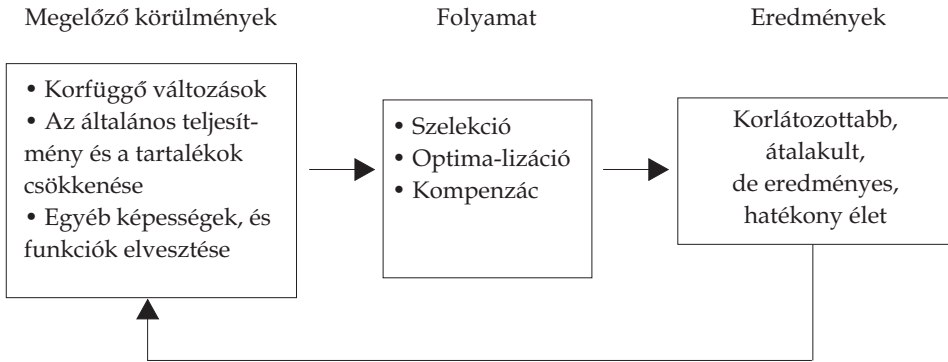 Megelőző körülmények
Folyamat
Eredmények
• Korfüggő változások
• Az általános teljesít-
mény és a tartalékok
csökkenése
• Egyéb képességek, és
funkciók elvesztése
• Szelekció
• Optima-lizáció
• Kompenzác
Korlátozottabb,
átalakult,
de eredményes,
hatékony élet